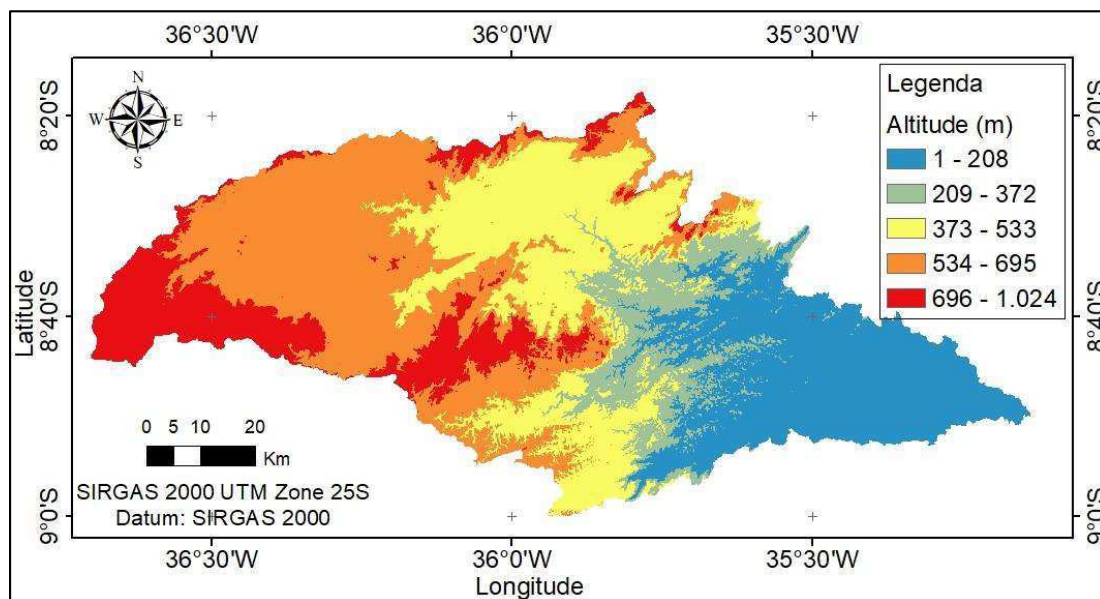 36°30'W 36°0'W 35°30'W
8°20'S
8°40'S
9°0'S
Latitude
N
W E
S
Legenda
Altitude (m)
1 - 208
209 - 372
373 - 533
534 - 695
696 - 1.024
8°20'S
8°40'S
9°0'S
0 5 10 20
Km
SIRGAS 2000 UTM Zone 25S
Datum: SIRGAS 2000
36°30'W 36°0'W 35°30'W
Longitude